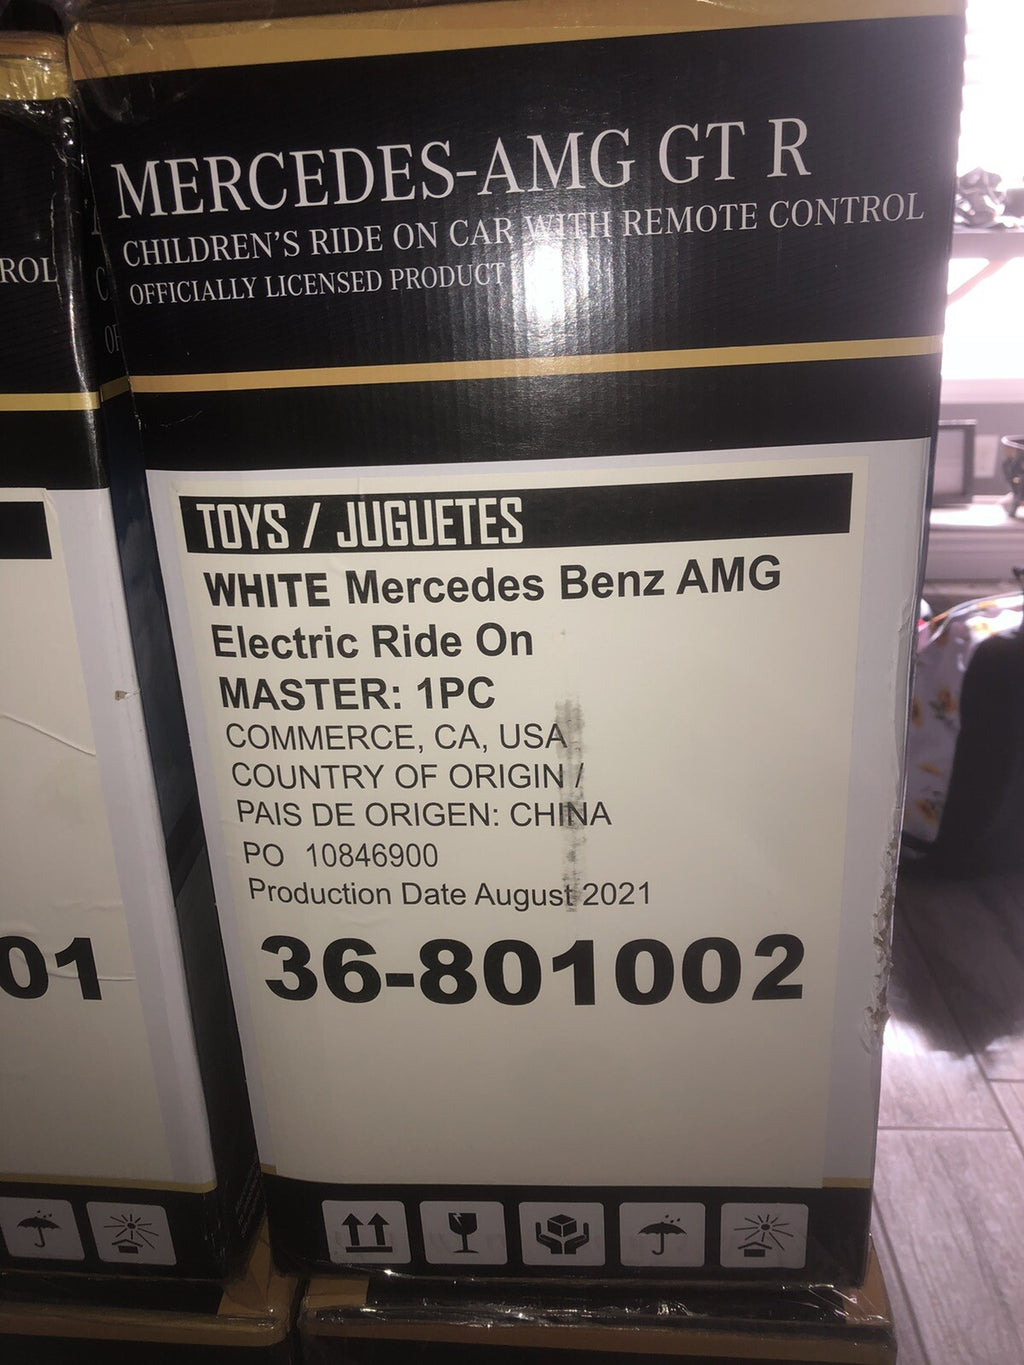 MERCEDES-AMG GT R
CHILDREN'S RIDE ON CAR WITH REMOTE CONTROL
OFFICIALLY LICENSED PRODUCT
TOYS / JUGUETES
WHITE Mercedes Benz AMG
Electric Ride On
MASTER: 1PC
COMMERCE, CA, USA
COUNTRY OF ORIGIN /
PAIS DE ORIGEN: CHINA
PO 10846900
Production Date August 2021
36-801002
ROL
01